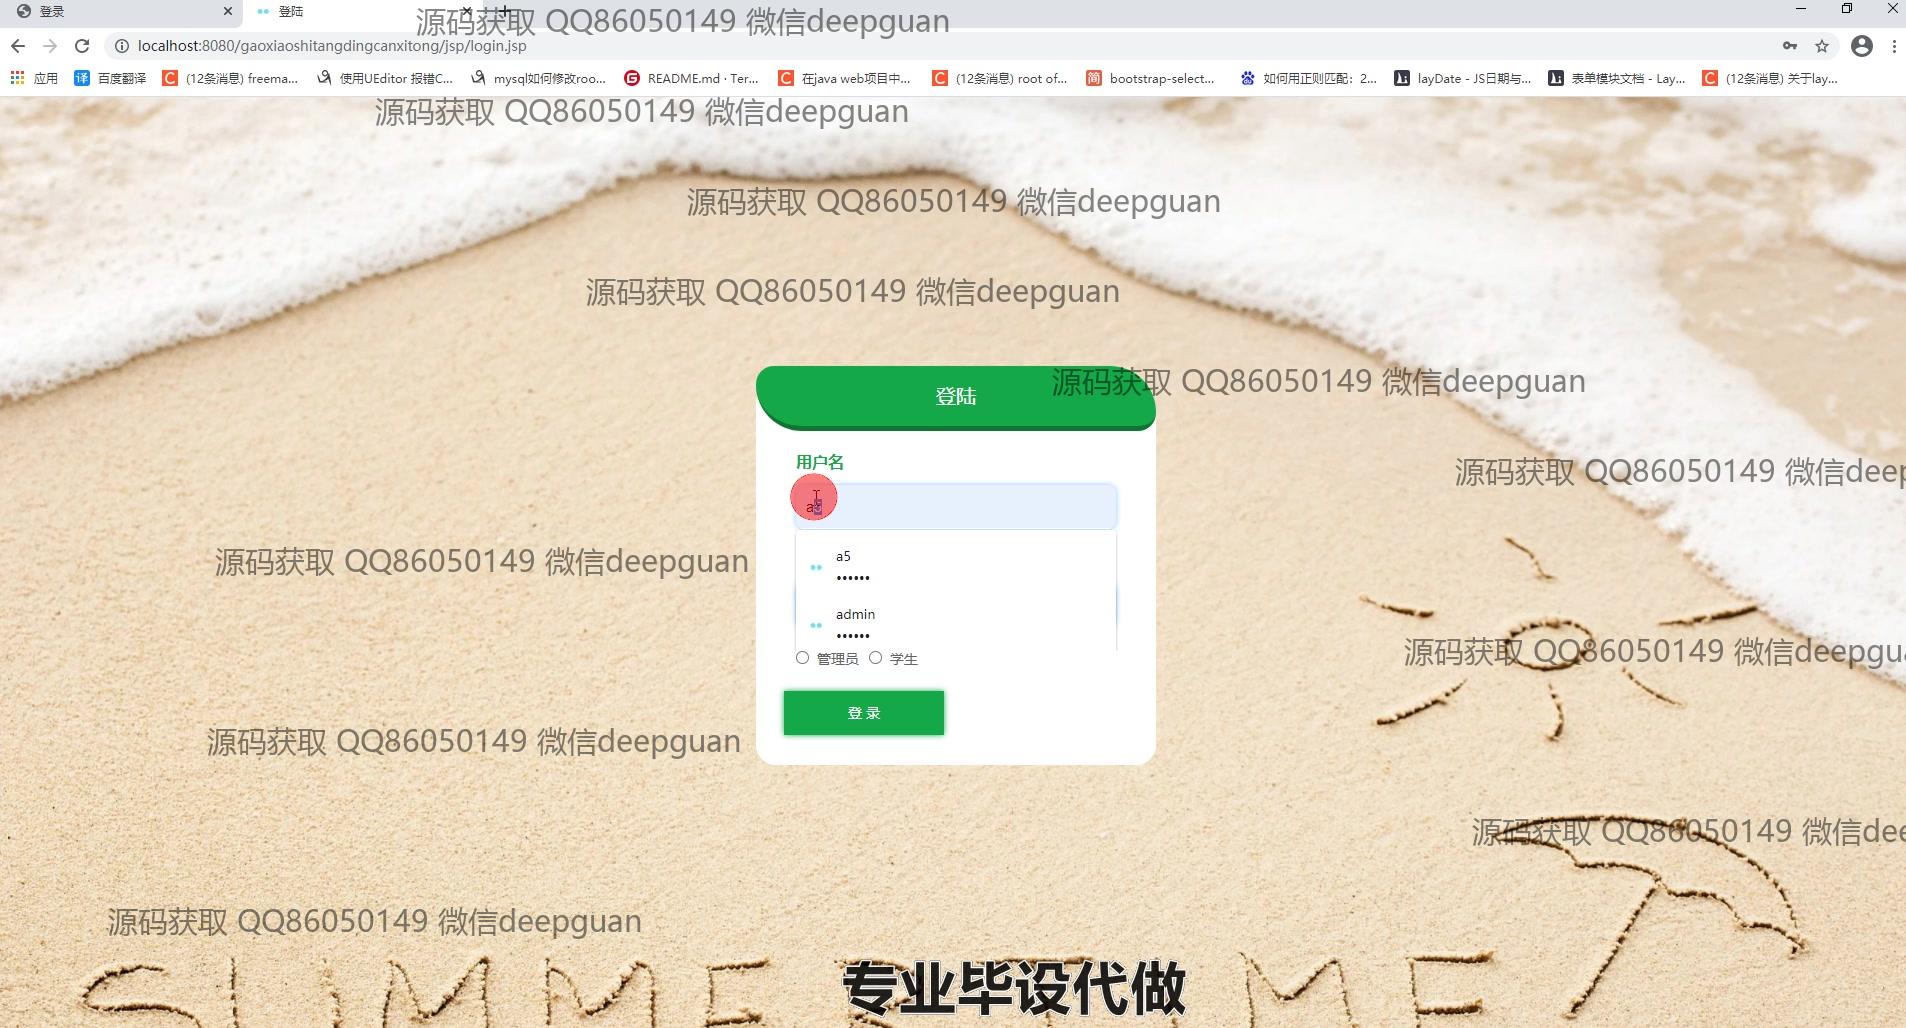 登录
登陆
源码获取 QQ86050149 微信deepguan
localhost:8080/gaoxiaoshitangdingcanxitong/jsp/login.jsp
应用
译 百度翻译
C (12条消息) freema...
使用UEditor 报错C...
mysql如何修改roo...
README.md · Ter...
C 在java web项目中...
C (12条消息) root of...
简 bootstrap-select...
如何用正则匹配：2...
layDate - JS日期与...
表单模块文档 - Lay...
C (12条消息) 关于lay...
源码获取 QQ86050149 微信deepguan
源码获取 QQ86050149 微信deepguan
源码获取 QQ86050149 微信deepguan
登陆
源码获取 QQ86050149 微信deepguan
用户名
源码获取 QQ86050149 微信deep
a5
a5
••••••
源码获取 QQ86050149 微信deepguan
admin
••••••
管理员 学生
源码获取 QQ86050149 微信deepgu
登 录
源码获取 QQ86050149 微信deepguan
源码获取 QQ86050149 微信dee
源码获取 QQ86050149 微信deepguan
SUMMER TIME
专业毕设代做